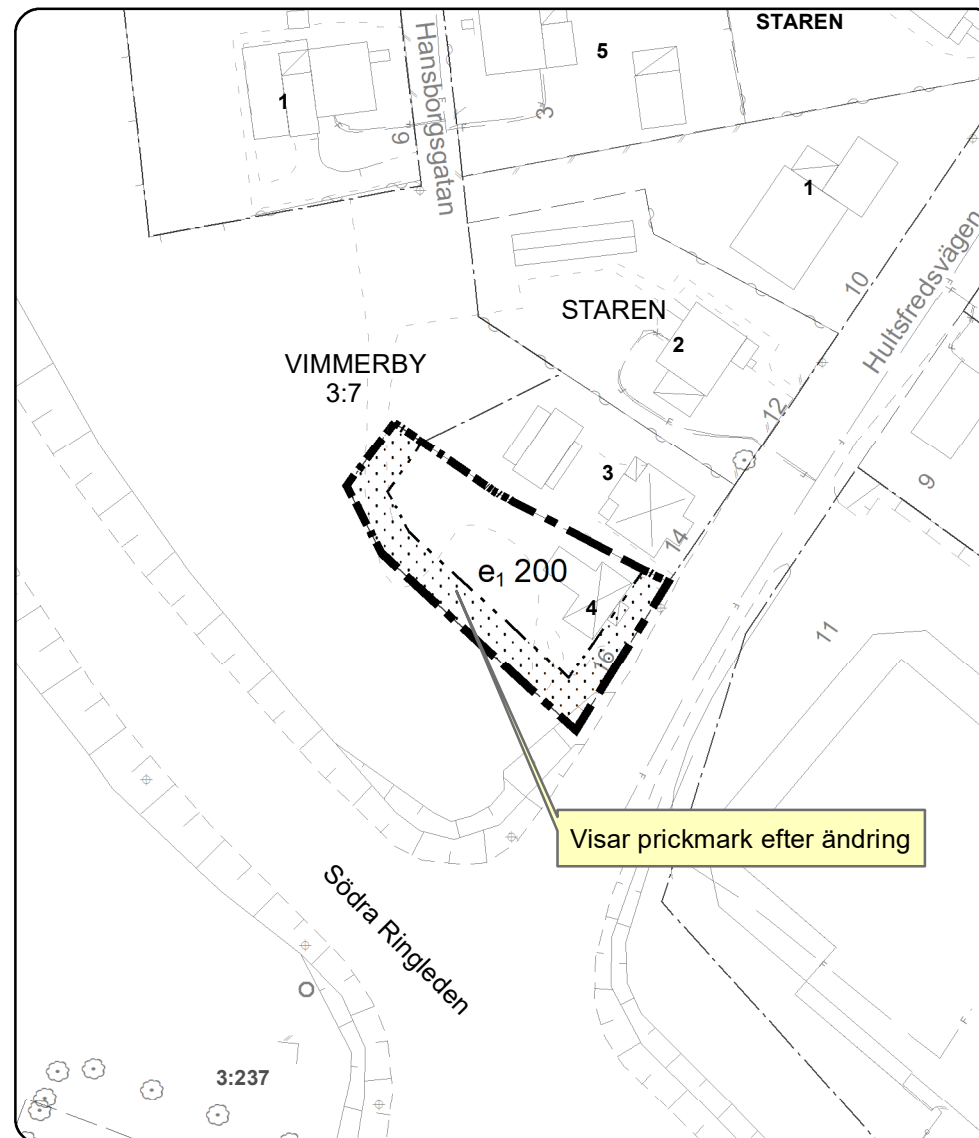 STAREN
5
1
Hansborgsgatan
3
9
1
Hultsfredsvägen
10
STAREN
2
VIMMERBY
3:7
12
3
9
14
e₁ 200
4
16
11
Visar prickmark efter ändring
Södra Ringleden
3:237